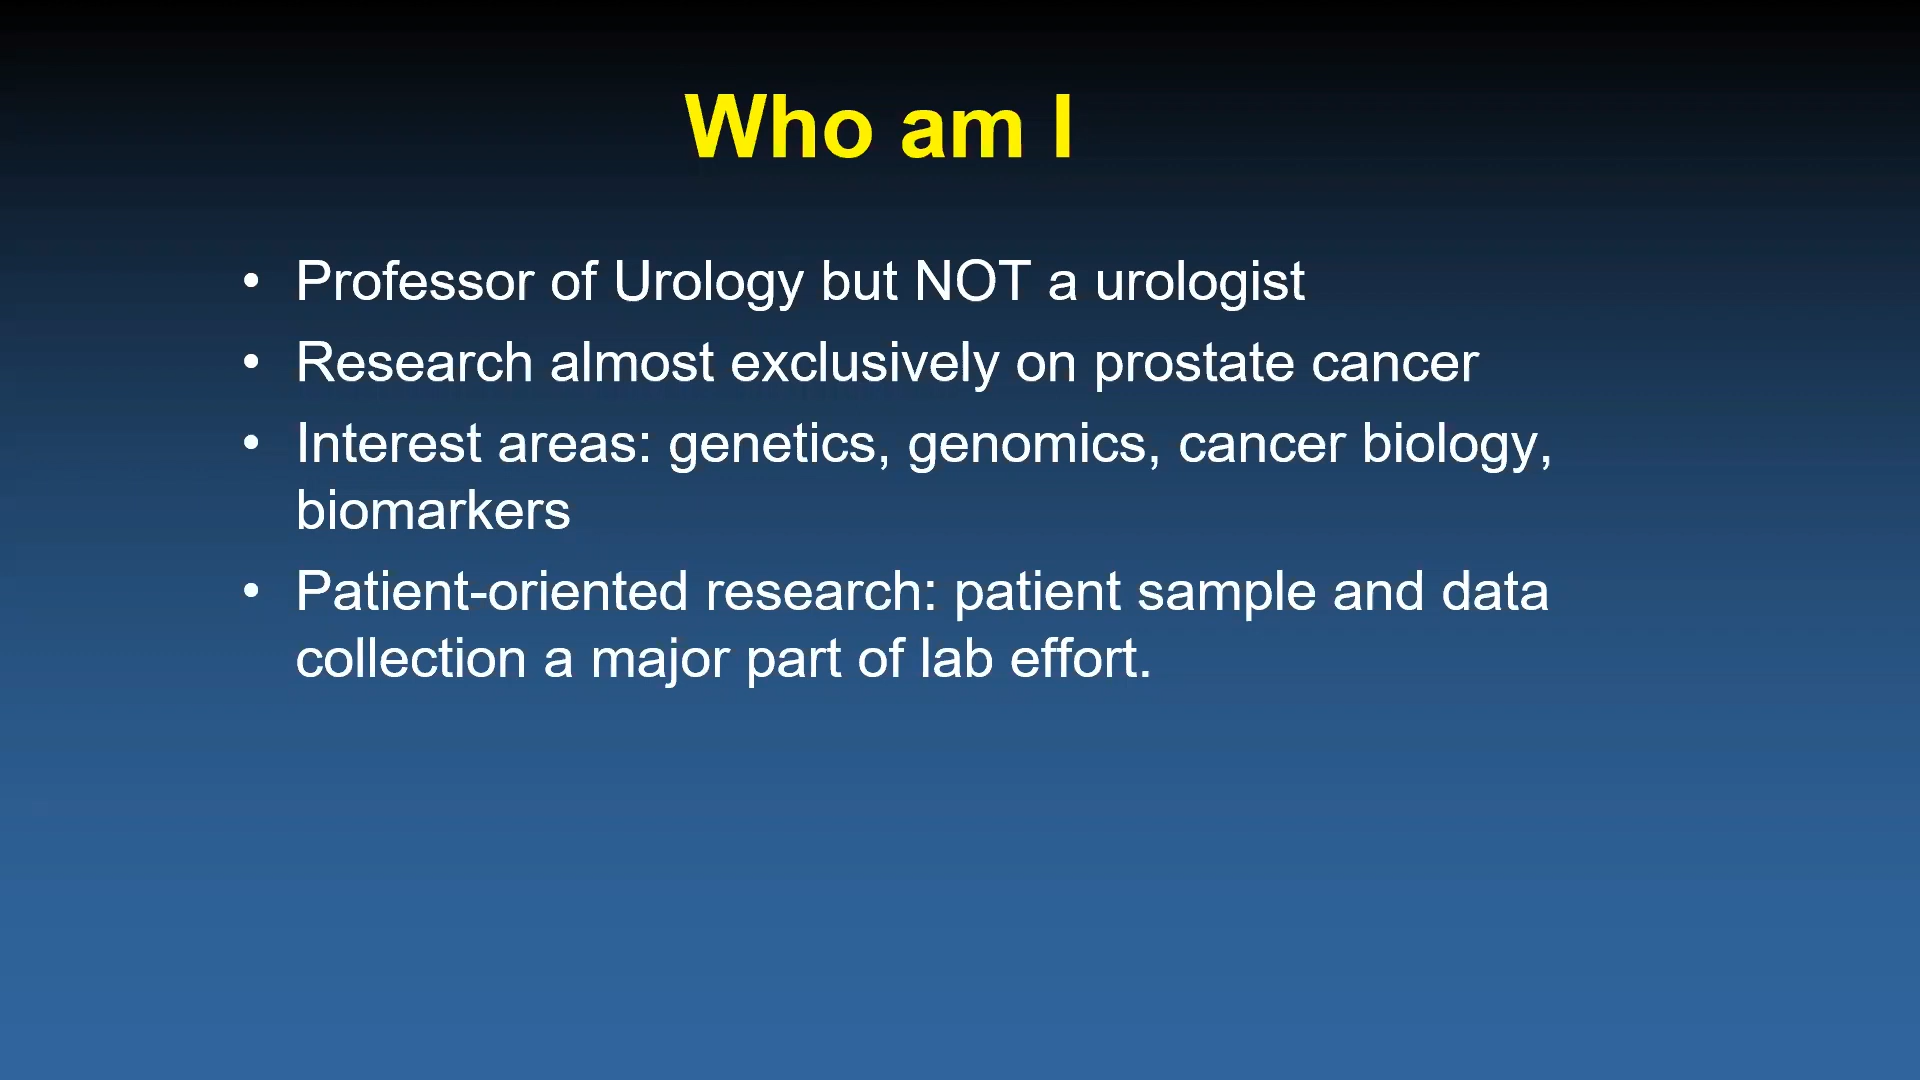 Who am I
• Professor of Urology but NOT a urologist
• Research almost exclusively on prostate cancer
• Interest areas: genetics, genomics, cancer biology,
biomarkers
• Patient-oriented research: patient sample and data
collection a major part of lab effort.